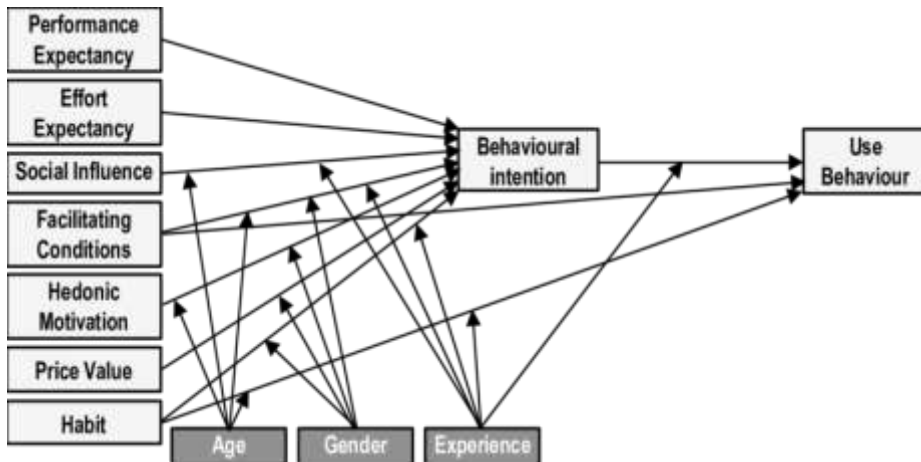 Performance
Expectancy
Effort
Expectancy
Social Influence
Facilitating
Conditions
Hedonic
Motivation
Price Value
Habit
Behavioural
intention
Use
Behaviour
Age
Gender
Experience